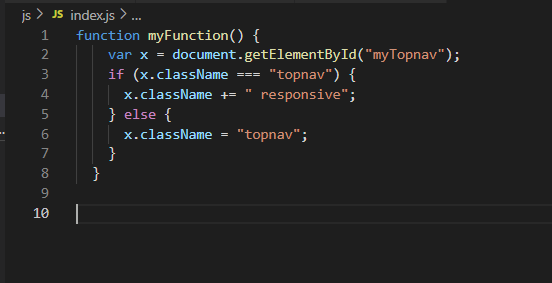 js > JS index.js > ...
1 function myFunction() {
2 var x = document.getElementById("myTopnav");
3 if (x.className === "topnav") {
4 x.className += " responsive";
5 } else {
6 x.className = "topnav";
7 }
8 }
9
10